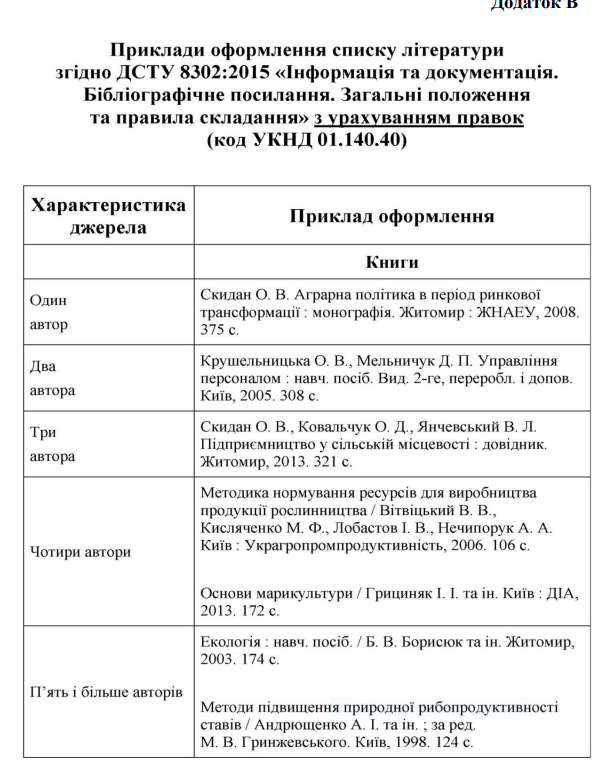 Додаток В
Приклади оформлення списку літератури
згідно ДСТУ 8302:2015 «Інформація та документація.
Бібліографічне посилання. Загальні положення
та правила складання» з урахуванням правок
(код УКНД 01.140.40)
Характеристика
джерела
Приклад оформлення
Книги
Один
автор
Скидан О. В. Аграрна політика в період ринкової
трансформації : монографія. Житомир : ЖНАЕУ, 2008.
375 с.
Два
автора
Крушельницька О. В., Мельничук Д. П. Управління
персоналом : навч. посіб. Вид. 2-ге, переробл. і допов.
Київ, 2005. 308 с.
Три
автора
Скидан О. В., Ковальчук О. Д., Янчевський В. Л.
Підприємництво у сільській місцевості : довідник.
Житомир, 2013. 321 с.
Чотири автори
Методика нормування ресурсів для виробництва
продукції рослинництва / Вітвіцький В. В.,
Кисляченко М. Ф., Лобастов І. В., Нечипорук А. А.
Київ : Украгропромпродуктивність, 2006. 106 с.
Основи марикультури / Грициняк І. І. та ін. Київ : ДІА,
2013. 172 с.
П’ять і більше авторів
Екологія : навч. посіб. / Б. В. Борисюк та ін. Житомир,
2003. 174 с.
Методи підвищення природної рибопродуктивності
ставів / Андрющенко А. І. та ін. ; за ред.
М. В. Гринжевського. Київ, 1998. 124 с.